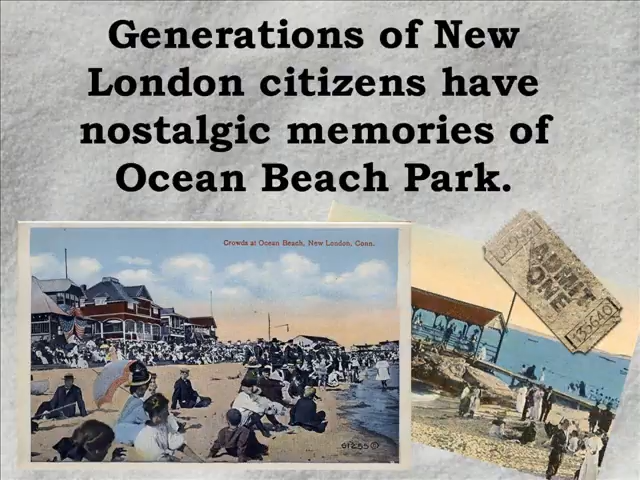 Generations of New
London citizens have
nostalgic memories of
Ocean Beach Park.
Crowds at Ocean Beach, New London, Conn.
ADMIT
ONE